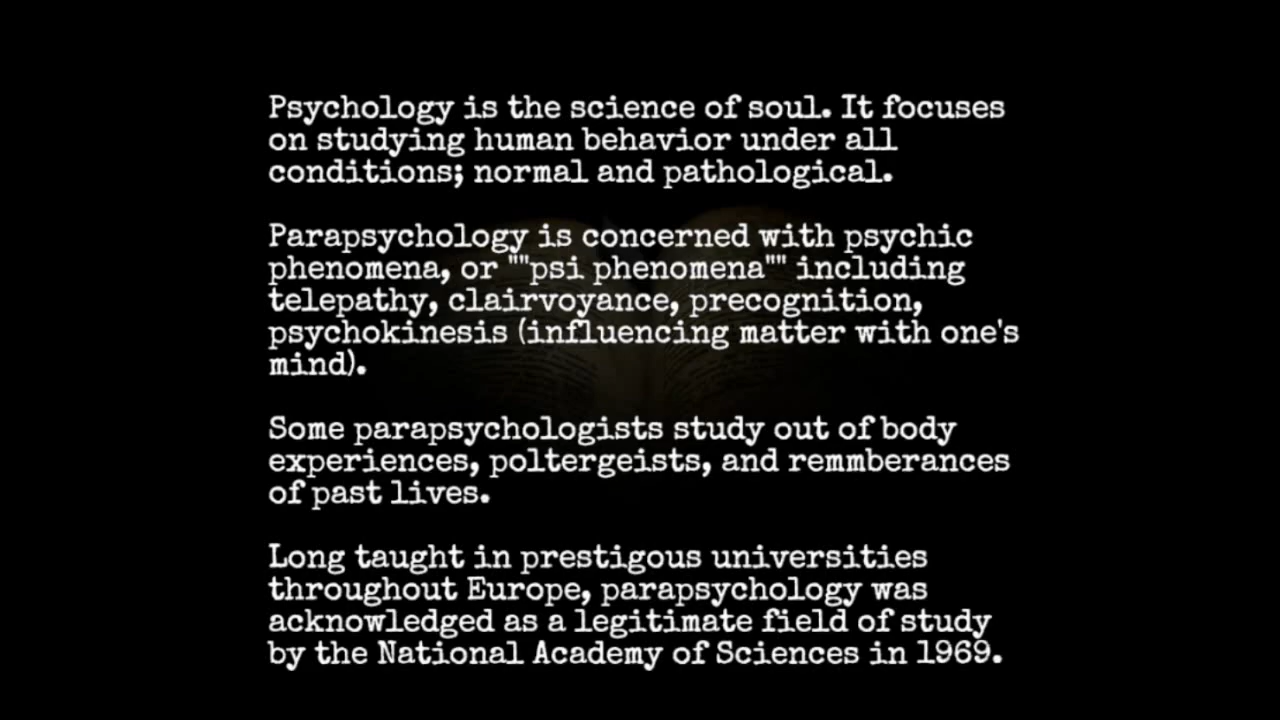 Psychology is the science of soul. It focuses
on studying human behavior under all
conditions; normal and pathological.
Parapsychology is concerned with psychic
phenomena, or ""psi phenomena"" including
telepathy, clairvoyance, precognition,
psychokinesis (influencing matter with one's
mind).
Some parapsychologists study out of body
experiences, poltergeists, and remmberances
of past lives.
Long taught in prestigous universities
throughout Europe, parapsychology was
acknowledged as a legitimate field of study
by the National Academy of Sciences in 1969.